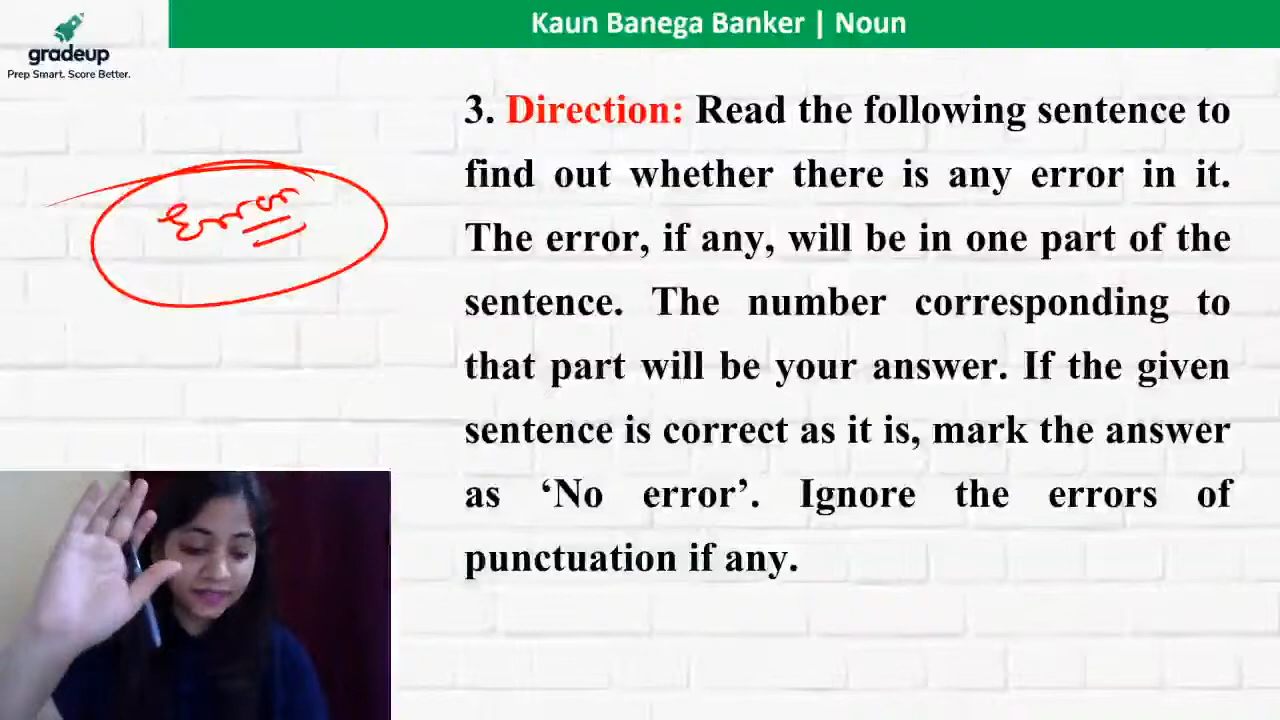 Kaun Banega Banker | Noun
gradeup
Prep Smart. Score Better.
3. Direction: Read the following sentence to
find out whether there is any error in it.
The error, if any, will be in one part of the
sentence. The number corresponding to
that part will be your answer. If the given
sentence is correct as it is, mark the answer
as ‘No error’. Ignore the errors of
punctuation if any.
Error